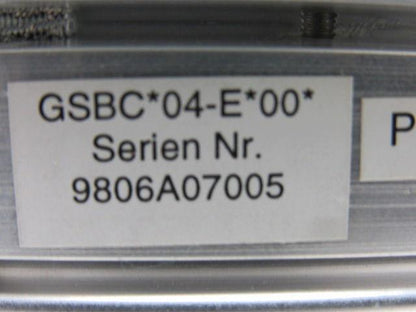 GSBC*04-E*00*
Serien Nr.
9806A07005
P